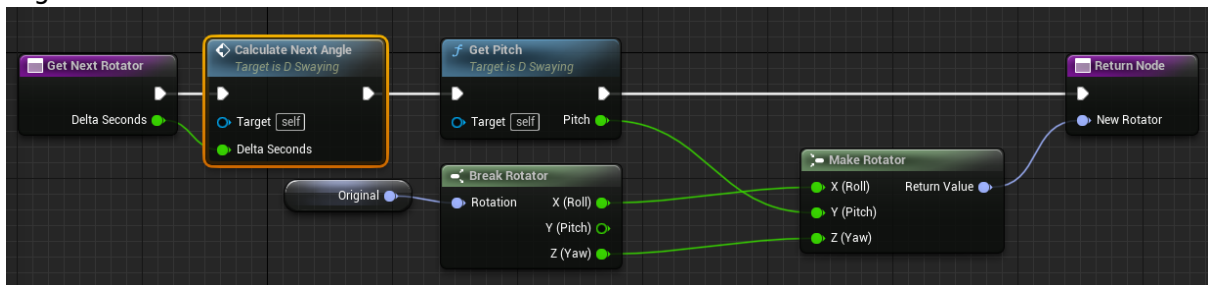 Get Next Rotator
Delta Seconds
Calculate Next Angle
Target is D Swaying
Target self
Delta Seconds
Get Pitch
Target is D Swaying
Target self Pitch
Original
Break Rotator
Rotation X (Roll)
Y (Pitch)
Z (Yaw)
Make Rotator
X (Roll) Return Value
Y (Pitch)
Z (Yaw)
Return Node
New Rotator